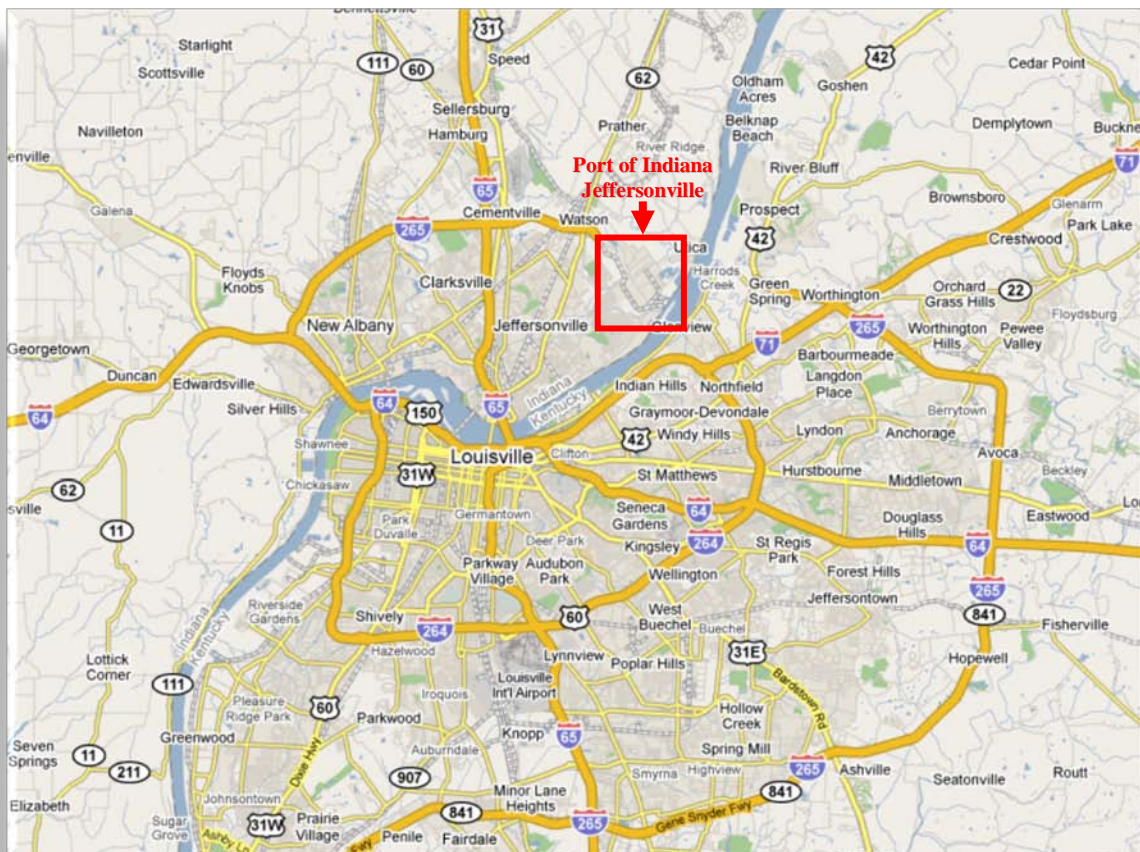 Bennettsville
31
Starlight
111
60
Speed
42
Scottsville
62
Oldham
Acres
Goshen
Cedar Point
Sellersburg
Hamburg
Prather
Belknap
Beach
Demplytown
Navilleton
River Ridge
River Bluff
71
Port of Indiana
Jeffersonville
65
Galena
Cementville
Watson
Prospect
Brownsboro
Glenarm
Park Lake
265
42
Crestwood
Utica
Floyds
Knobs
Clarksville
Harrods
Creek
Green
Spring
Worthington
Orchard
Grass Hills
22
New Albany
Jeffersonville
Glenview
265
Worthington
Hills
Pewee
Valley
Floydsburg
Georgetown
71
Barbourmeade
Duncan
Edwardsville
Indiana
Kentucky
Indian Hills
Northfield
Langdon
Place
64
Silver Hills
64
150
65
Graymoor-Devondale
Berrytown
Shawnee
42
Windy Hills
Lyndon
Anchorage
Louisville
Clifton
Avoca
62
Chickasaw
31W
St Matthews
Hurstbourne
Middletown
Beckley
11
Germantown
Seneca
Gardens
64
Eastwood
Park
Duvalle
Deer Park
Kingsley
264
St Regis
Park
Douglass
Hills
64
Parkway
Village
Audubon
Park
Wellington
Forest Hills
265
Riverside
Gardens
Shively
60
West
Buechel
Jeffersontown
841
Indiana
Kentucky
264
Buechel
Fisherville
Hazelwood
Lynnview
31E
Hopewell
Lottick
Corner
Poplar Hills
111
Louisville
Int'l Airport
Bardstown Rd
Pleasure
Ridge Park
60
Iroquois
Parkwood
Hollow
Creek
Greenwood
Knopp
65
Seven
Springs
11
211
Dixie Hwy
Auburndale
Spring Mill
265
Ashville
907
Smyrna
Highview
Seatonville
Routt
Elizabeth
Johnsontown
Minor Lane
Heights
841
Sugar
Grove
31W
Prairie
Village
841
265
Gene Snyder Fwy
Ashby Ln
Fwy
Penile
Fairdale